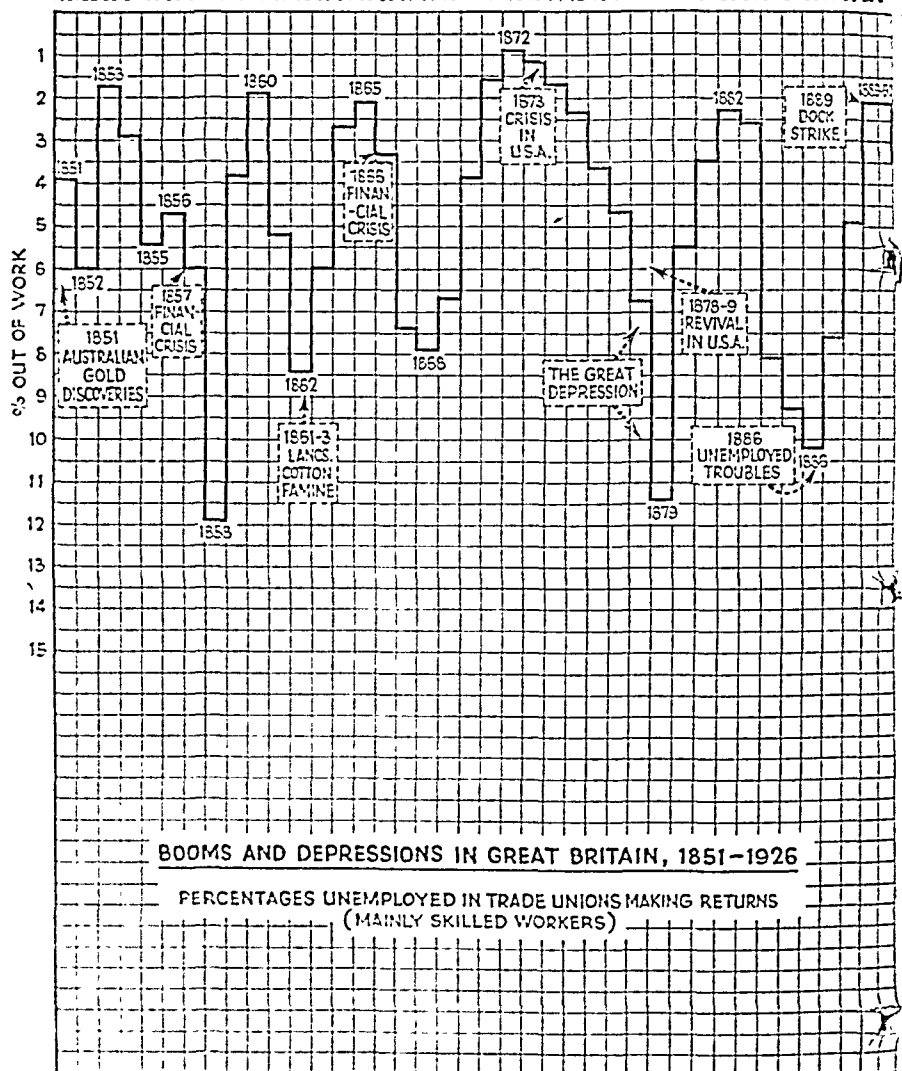 1
2
3
4
5
6
7
8
9
10
11
12
13
14
15
% OUT OF WORK
1851
1852
1853
1855
1856
1851
AUSTRALIAN
GOLD
DISCOVERIES
1857
FINAN-
CIAL
CRISIS
1858
1860
1862
1861-3
LANCS.
COTTON
FAMINE
1865
1866
FINAN-
-CIAL
CRISIS
1868
1872
1873
CRISIS
IN
U.S.A.
THE GREAT
DEPRESSION
1878-9
REVIVAL
IN U.S.A.
1879
1882
1886
UNEMPLOYED
TROUBLES
1886
1889
DOCK
STRIKE
BOOMS AND DEPRESSIONS IN GREAT BRITAIN, 1851-1926
PERCENTAGES UNEMPLOYED IN TRADE UNIONS MAKING RETURNS
(MAINLY SKILLED WORKERS)